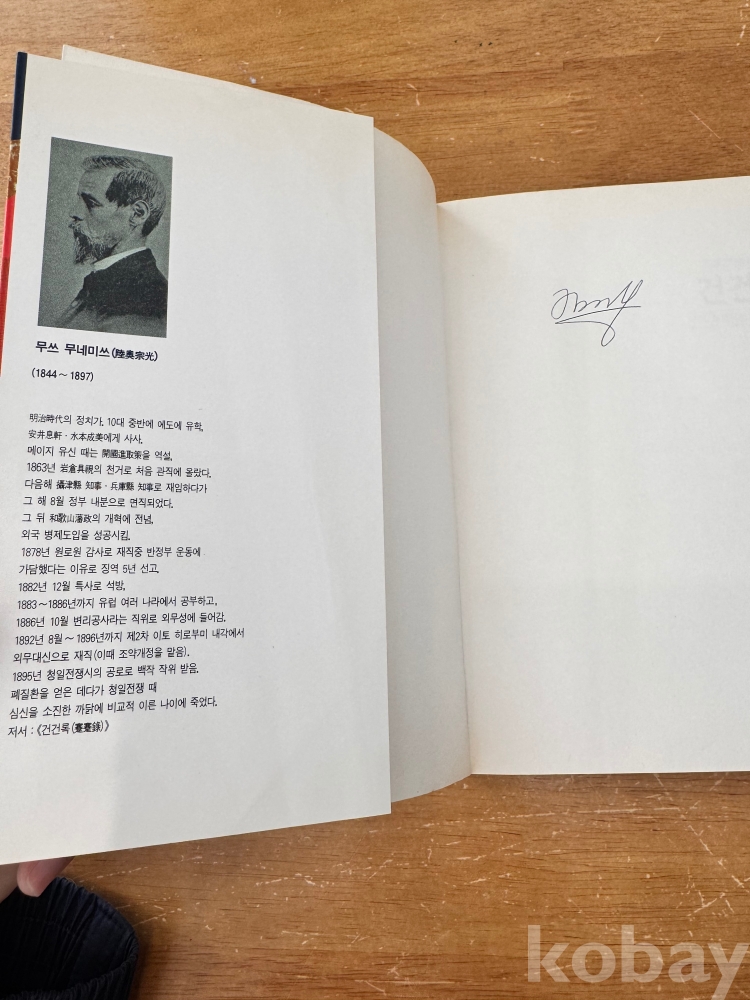 무쓰 무네미쓰(陸奧宗光)
(1844～1897)
明治時代의 정치가. 10대 중반에 에도에 유학,
安井息軒·水本成美에게 사사.
메이지 유신 때는 開國進取策을 역설,
1863년 岩倉具視의 천거로 처음 관직에 올랐다.
다음해 攝津縣 知事·兵庫縣 知事로 재임하다가
그 해 8월 정부 내분으로 면직되었다.
그 뒤 和歌山藩政의 개혁에 전념,
외국 병제도입을 성공시킴.
1878년 원로원 감사로 재직중 반정부 운동에
가담했다는 이유로 징역 5년 선고.
1882년 12월 특사로 석방,
1883～1886년까지 유럽 여러 나라에서 공부하고,
1886년 10월 변리공사라는 직위로 외무성에 들어감.
1892년 8월～1896년까지 제2차 이토 히로부미 내각에서
외무대신으로 재직(이때 조약개정을 맡음).
1895년 청일전쟁시의 공로로 백작 작위 받음.
폐질환을 얻은 데다가 청일전쟁 때
심신을 소진한 까닭에 비교적 이른 나이에 죽었다.
저서 : 《건건록(蹇蹇錄)》
kobay